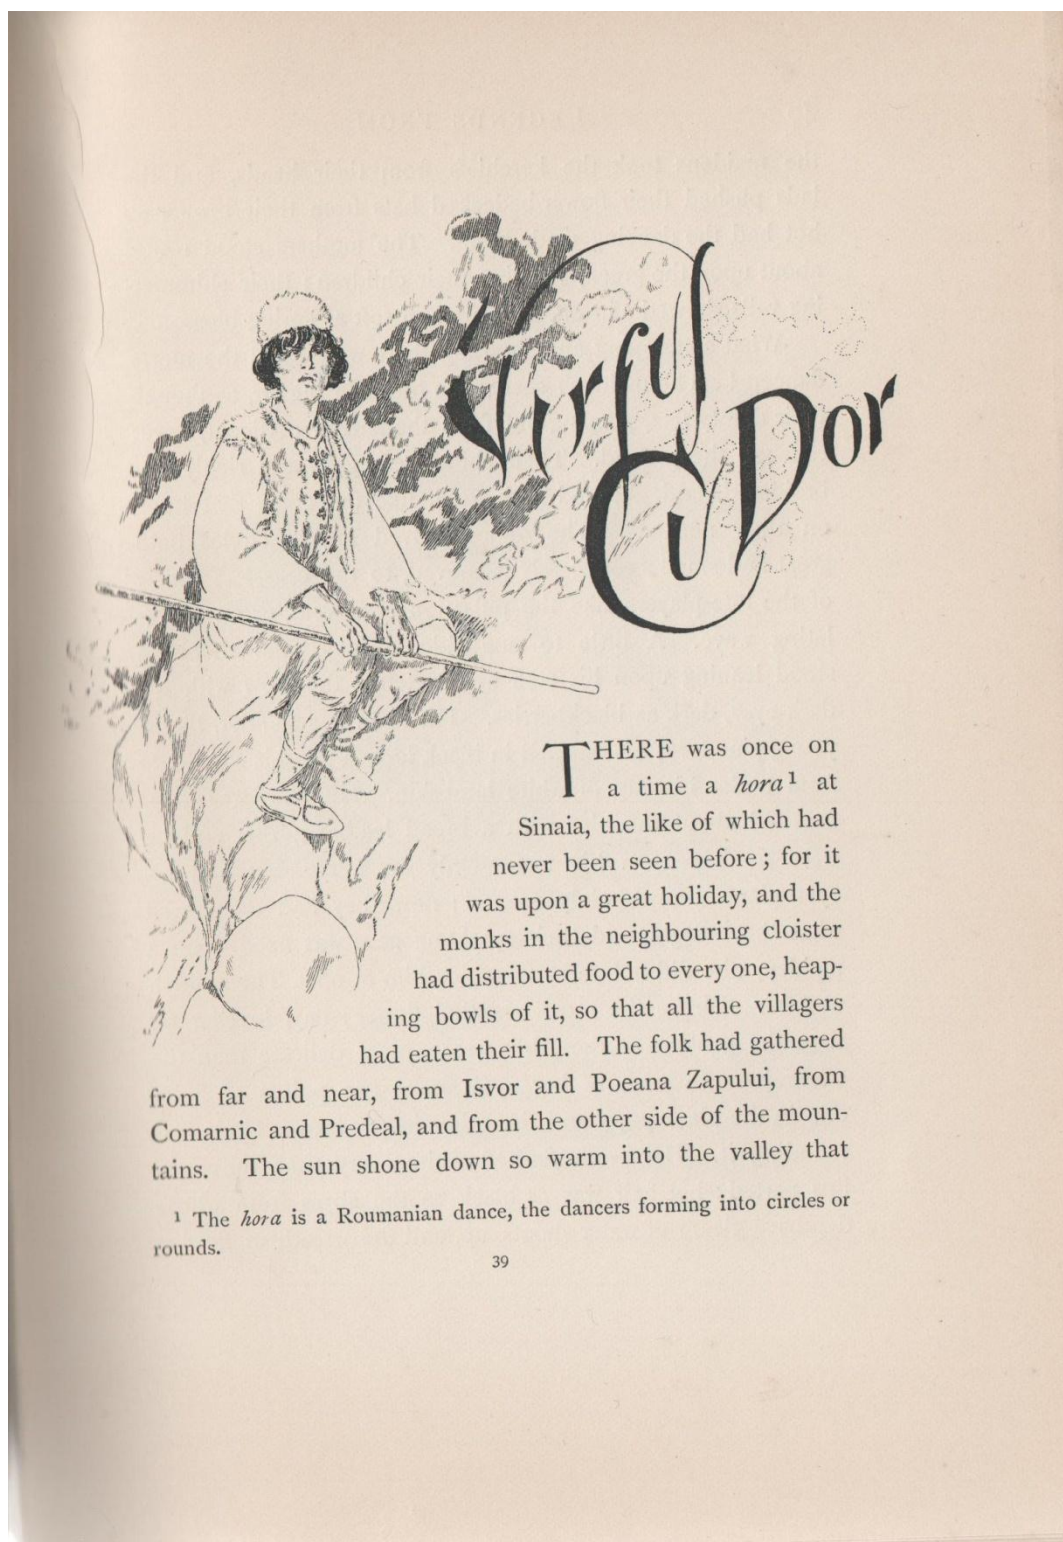 Virful
Cu Dor
THERE was once on
a time a hora¹ at
Sinaia, the like of which had
never been seen before; for it
was upon a great holiday, and the
monks in the neighbouring cloister
had distributed food to every one, heap-
ing bowls of it, so that all the villagers
had eaten their fill. The folk had gathered
from far and near, from Isvor and Poeana Zapului, from
Comarnic and Predeal, and from the other side of the moun-
tains. The sun shone down so warm into the valley that
¹ The hora is a Roumanian dance, the dancers forming into circles or
rounds.
39